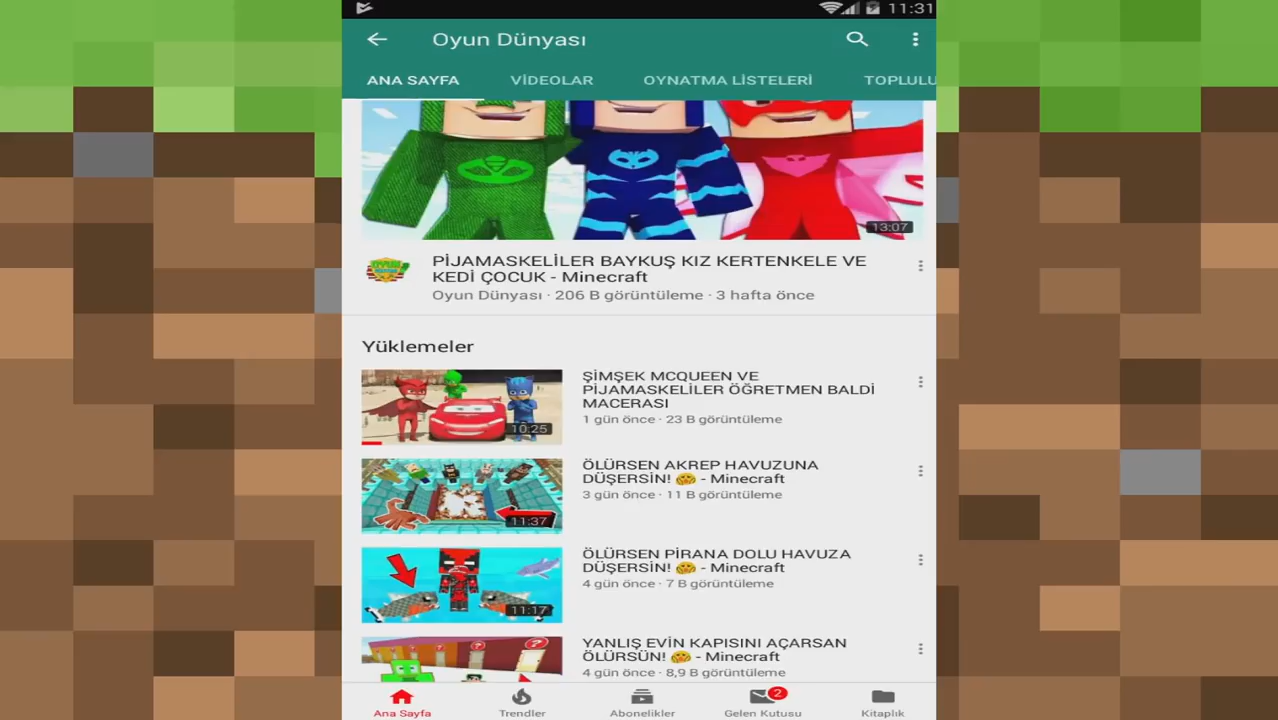 11:31
Oyun Dünyası
ANA SAYFA VİDEOLAR OYNATMA LİSTELERİ TOPLULU
13:07
PİJAMASKELİLER BAYKUŞ KIZ KERTENKELE VE
KEDİ ÇOCUK - Minecraft
Oyun Dünyası · 206 B görüntüleme · 3 hafta önce
Yüklemeler
ŞİMŞEK MCQUEEN VE
PİJAMASKELİLER ÖĞRETMEN BALDİ
MACERASI
1 gün önce · 23 B görüntüleme
10:25
ÖLÜRSEN AKREP HAVUZUNA
DÜŞERSİN! 🤗 - Minecraft
3 gün önce · 11 B görüntüleme
11:37
ÖLÜRSEN PİRANA DOLU HAVUZA
DÜŞERSİN! 🤗 - Minecraft
4 gün önce · 7 B görüntüleme
11:17
YANLIŞ EVİN KAPISINI AÇARSAN
ÖLÜRSÜN! 🤗 - Minecraft
4 gün önce · 8,9 B görüntüleme
2
Ana Sayfa Trendler Abonelikler Gelen Kutusu Kitaplık